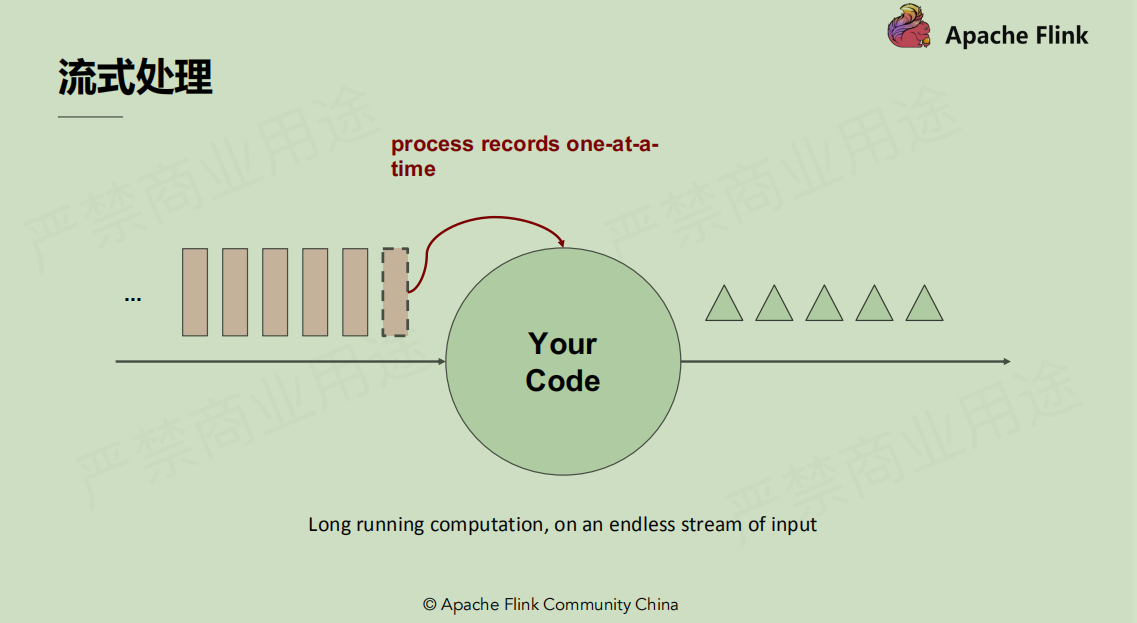 Apache Flink
流式处理
严禁商业用途
严禁商业用途
process records one-at-a-
time
...
Your
Code
严禁商业用途
严禁商业用途
Long running computation, on an endless stream of input
© Apache Flink Community China